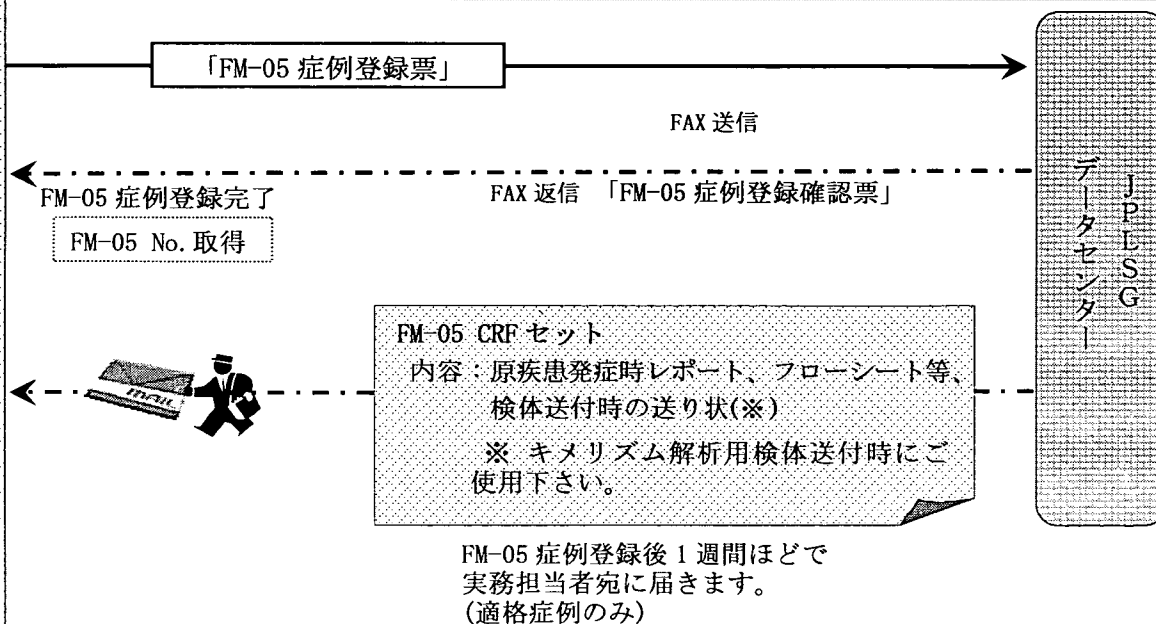 「FM-05 症例登録票」
FAX 送信
FAX 返信 「FM-05 症例登録確認票」
FM-05 症例登録完了
FM-05 No. 取得
JPLSG
データセンター
FM-05 CRF セット
内容：原疾患発症時レポート、フローシート等、
検体送付時の送り状(※)
※ キメリズム解析用検体送付時にご
使用下さい。
MAIL
FM-05 症例登録後 1 週間ほどで
実務担当者宛に届きます。
(適格症例のみ)